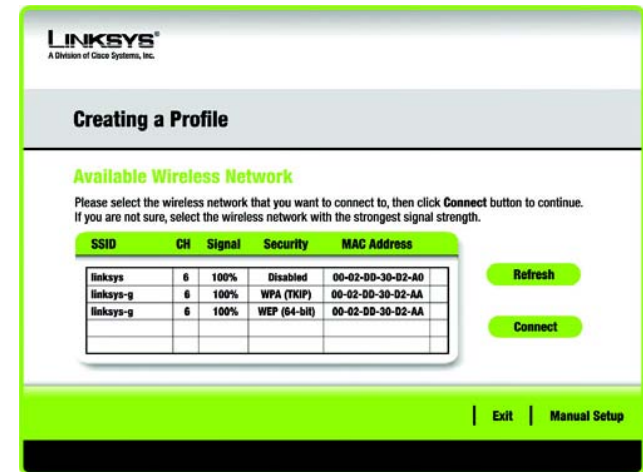 LINKSYS®
A Division of Cisco Systems, Inc.
Creating a Profile
Available Wireless Network
Please select the wireless network that you want to connect to, then click Connect button to continue.
If you are not sure, select the wireless network with the strongest signal strength.
SSID CH Signal Security MAC Address
linksys 6 100% Disabled 00-02-DD-30-D2-A0
linksys-g 6 100% WPA (TKIP) 00-02-DD-30-D2-AA
linksys-g 6 100% WEP (64-bit) 00-02-DD-30-D2-AA
Refresh
Connect
Exit Manual Setup